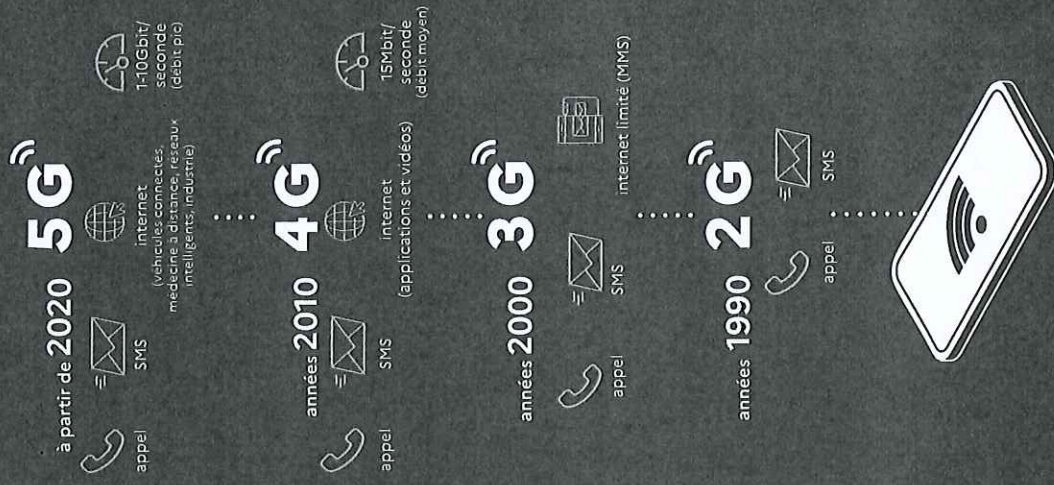 à partir de 2020 5G
appel
SMS
internet
(véhicules connectés,
médecine à distance, réseaux
intelligents, industrie)
1-10Gbit/
seconde
(débit pic)
années 2010 4G
appel
SMS
internet
(applications et vidéos)
15Mbit/
seconde
(débit moyen)
années 2000 3G
appel
SMS
internet limité (MMS)
années 1990 2G
appel
SMS